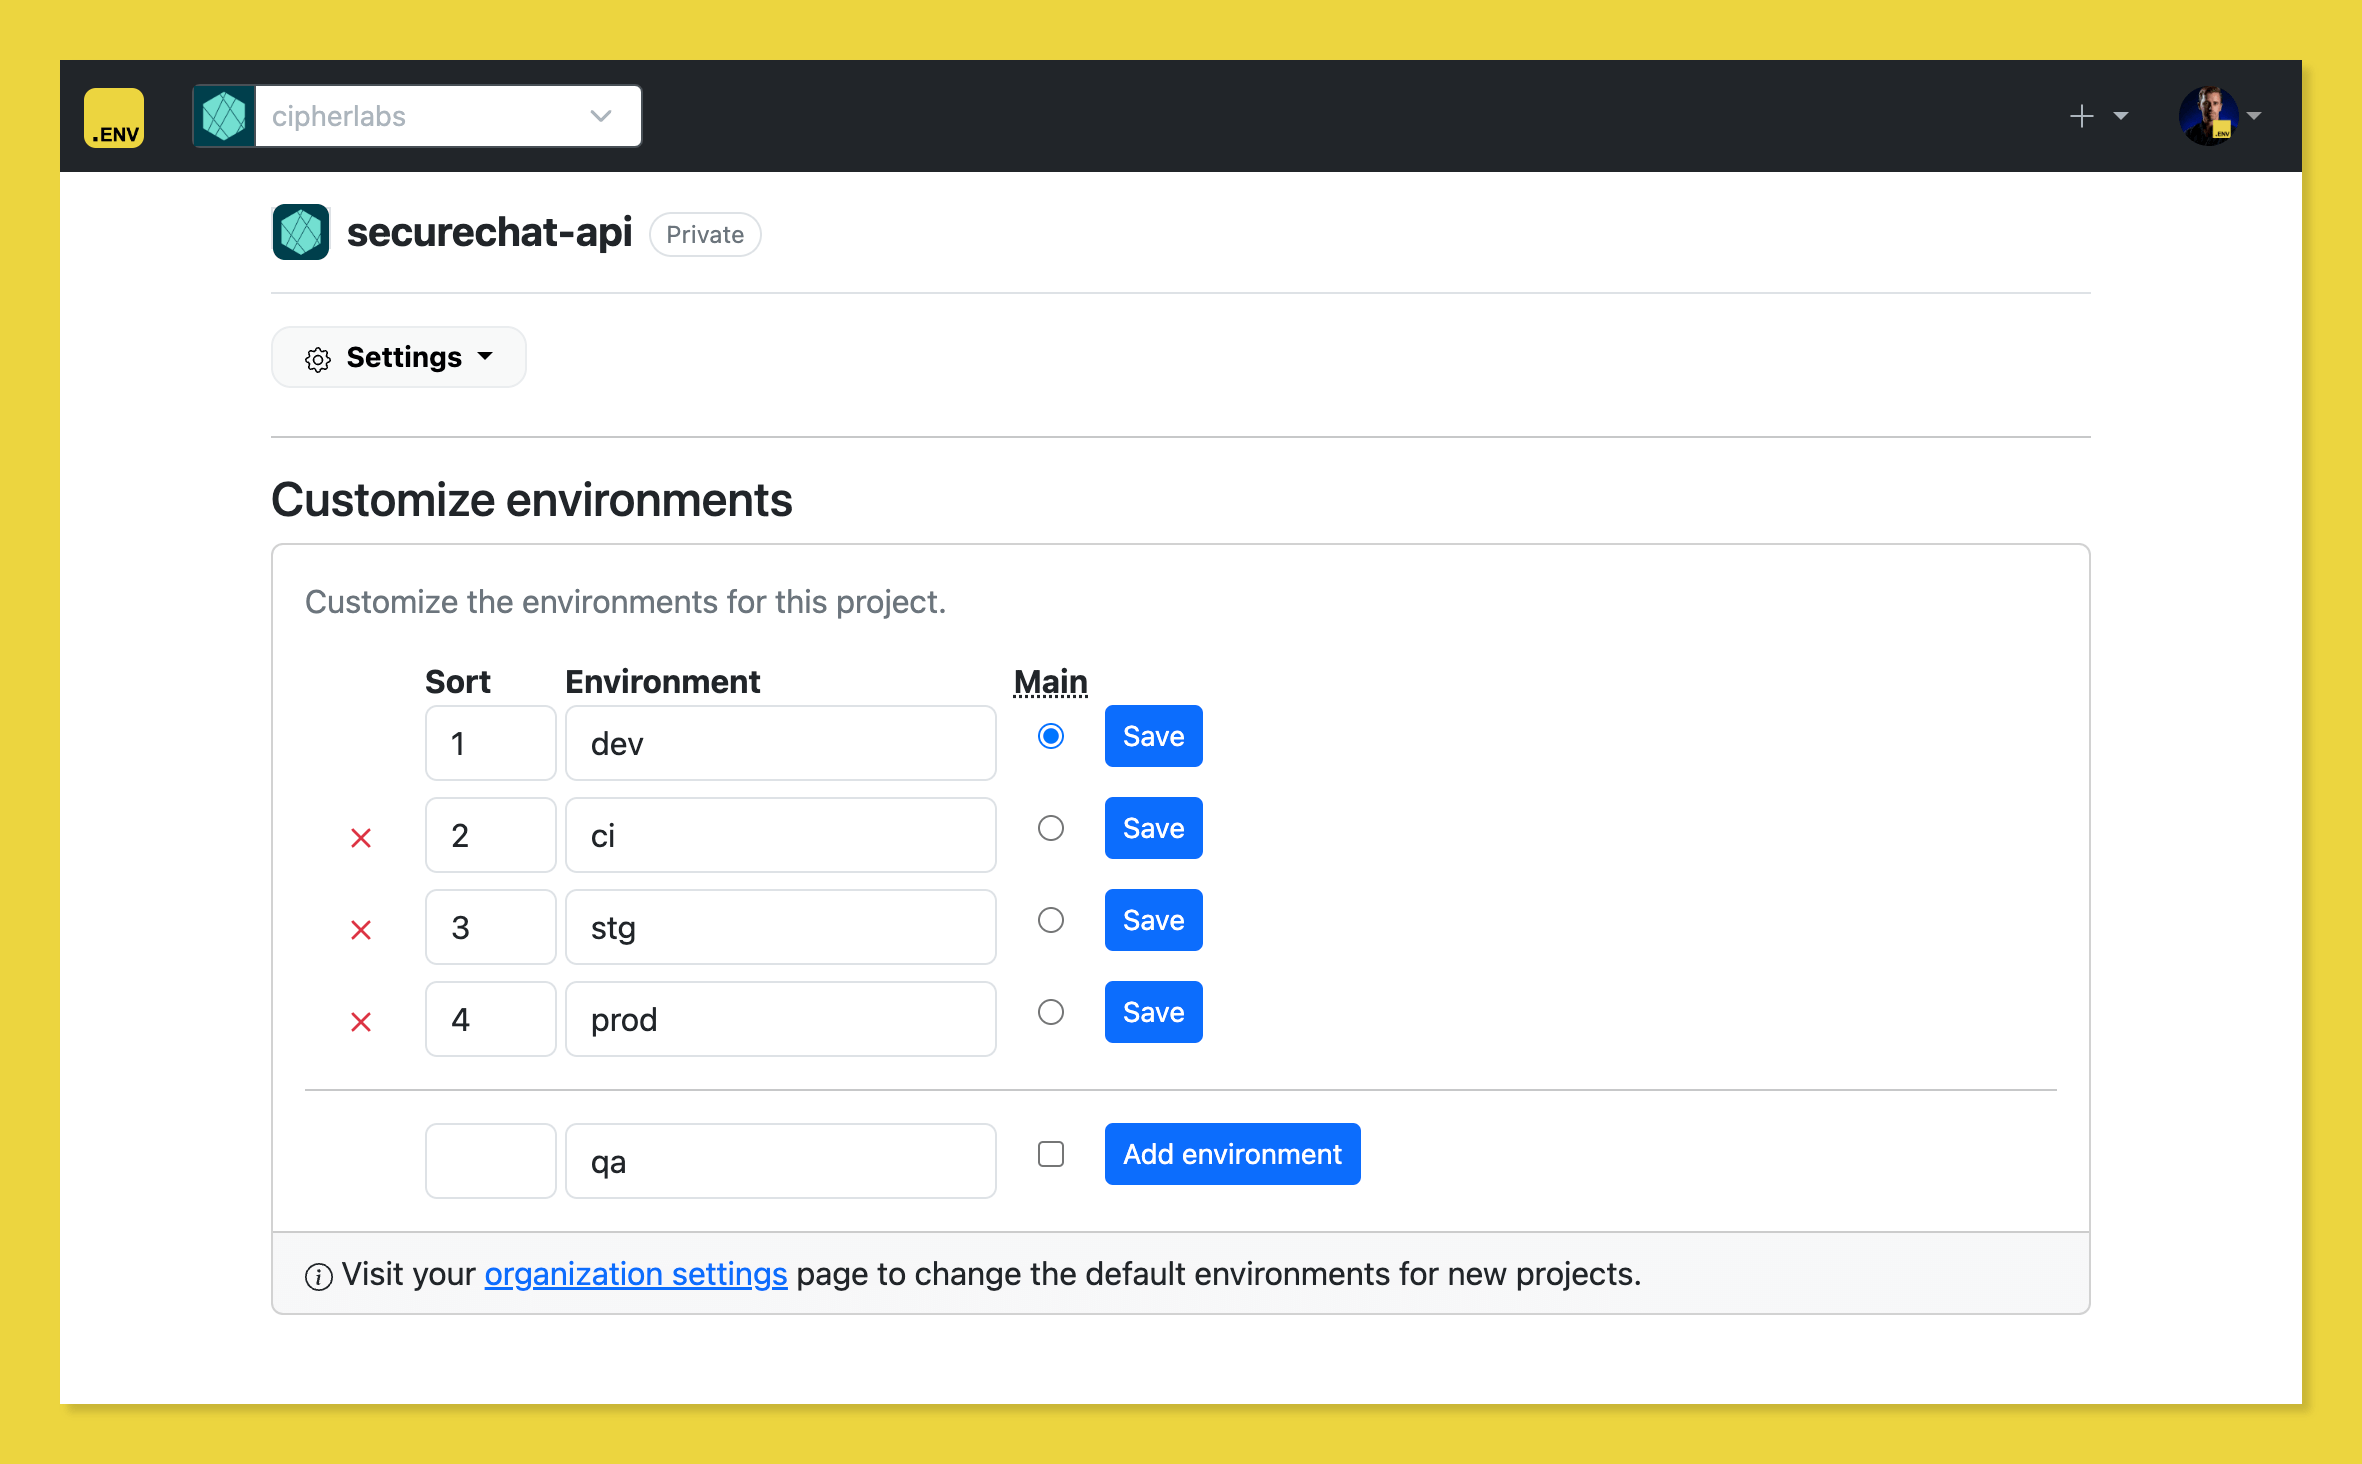 .ENV
cipherlabs
.ENV
securechat-api Private
Settings
Customize environments
Customize the environments for this project.
Sort Environment Main
1 dev Save
2 ci Save
3 stg Save
4 prod Save
qa Add environment
Visit your organization settings page to change the default environments for new projects.